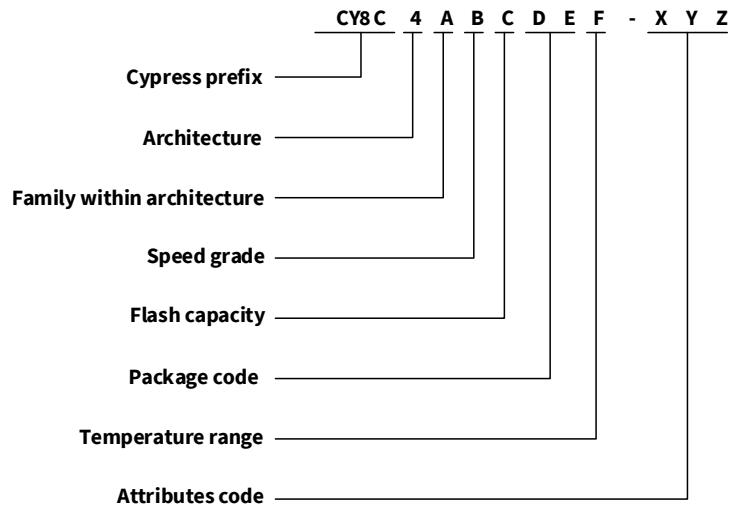 CY8C 4 A B C D E F - X Y Z
Cypress prefix
Architecture
Family within architecture
Speed grade
Flash capacity
Package code
Temperature range
Attributes code